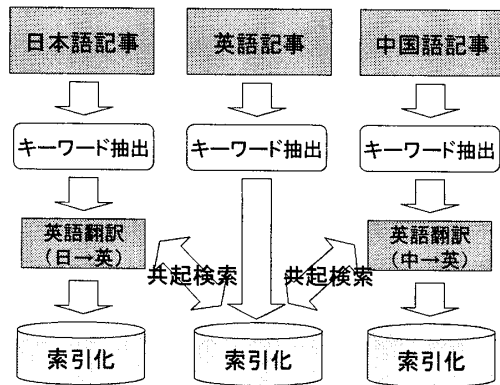 日本語記事
英語記事
中国語記事
キーワード抽出
キーワード抽出
キーワード抽出
英語翻訳
(日→英)
英語翻訳
(中→英)
共起検索
共起検索
索引化
索引化
索引化